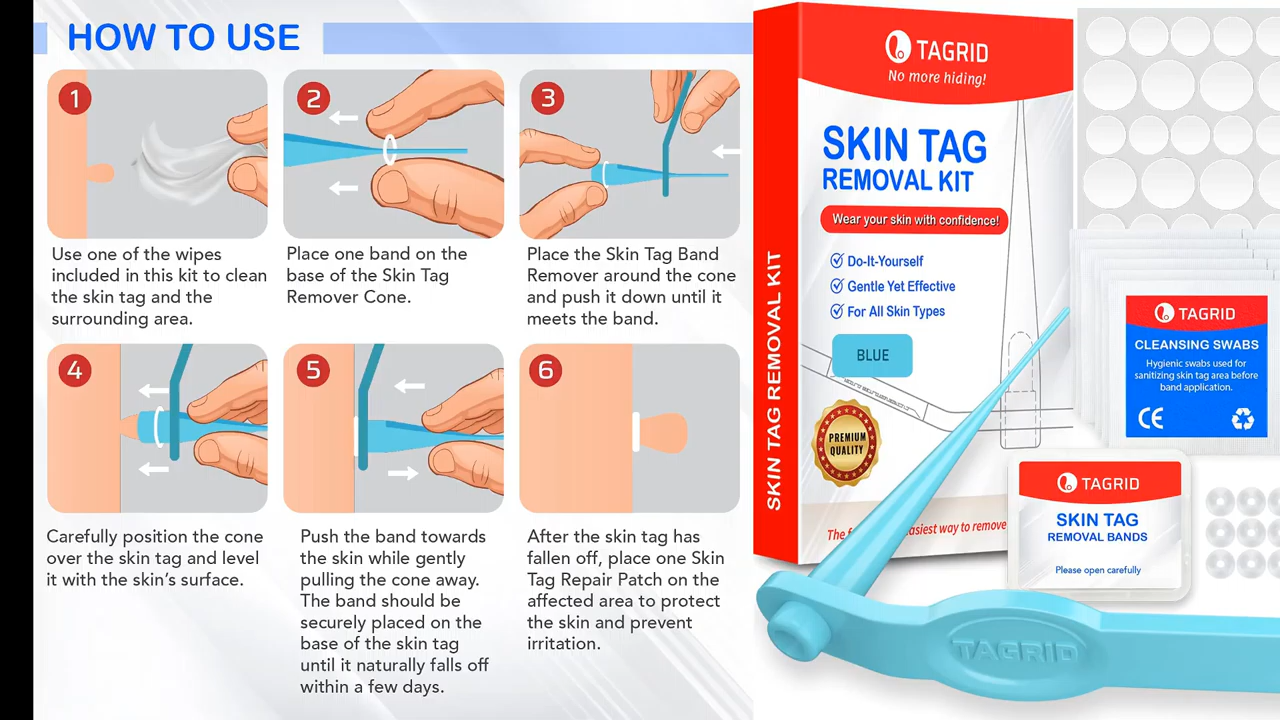 HOW TO USE
1
2
3
Use one of the wipes
included in this kit to clean
the skin tag and the
surrounding area.
Place one band on the
base of the Skin Tag
Remover Cone.
Place the Skin Tag Band
Remover around the cone
and push it down until it
meets the band.
4
5
6
Carefully position the cone
over the skin tag and level
it with the skin's surface.
Push the band towards
the skin while gently
pulling the cone away.
The band should be
securely placed on the
base of the skin tag
until it naturally falls off
within a few days.
After the skin tag has
fallen off, place one Skin
Tag Repair Patch on the
affected area to protect
the skin and prevent
irritation.
SKIN TAG REMOVAL KIT
TAGRID
No more hiding!
SKIN TAG
REMOVAL KIT
Wear your skin with confidence!
Do-It-Yourself
Gentle Yet Effective
For All Skin Types
BLUE
PREMIUM
QUALITY
The easiest way to remove
TAGRID
CLEANSING SWABS
Hygienic swabs used for
sanitizing skin tag area before
band application.
CE
TAGRID
SKIN TAG
REMOVAL BANDS
Please open carefully
TAGRID